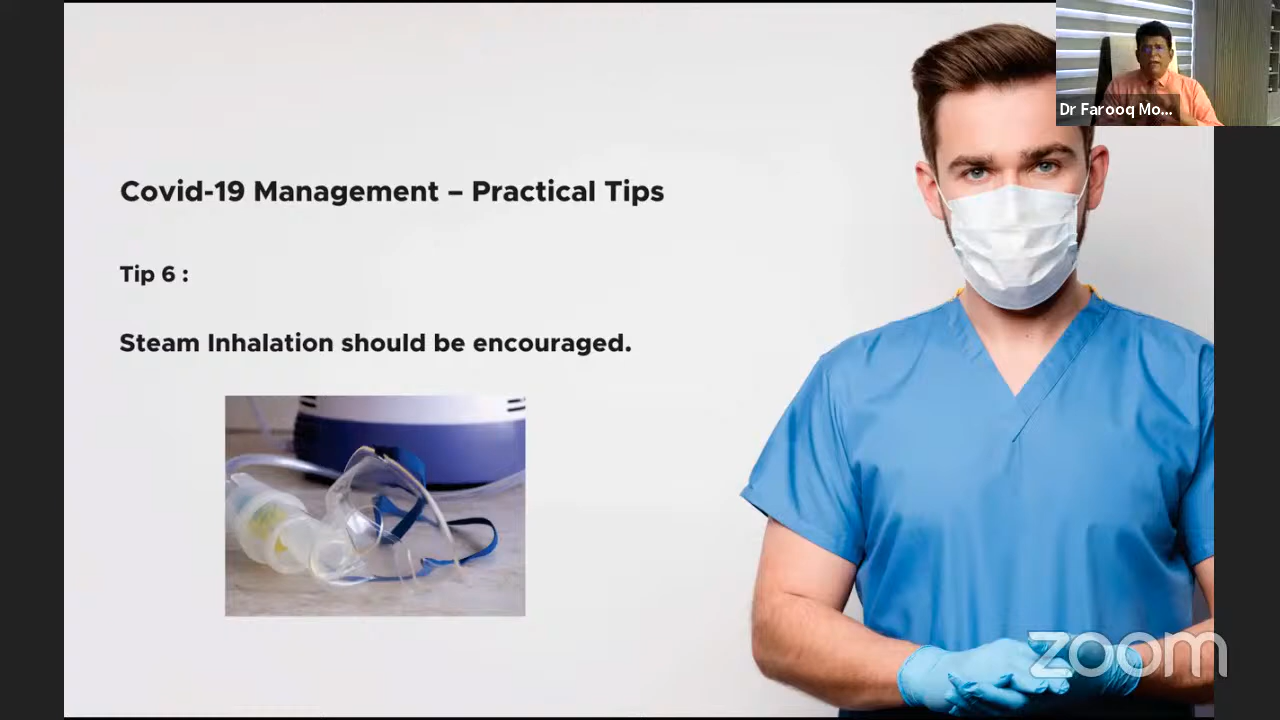 Dr Farooq Mo...
Covid-19 Management – Practical Tips
Tip 6 :
Steam Inhalation should be encouraged.
zoom